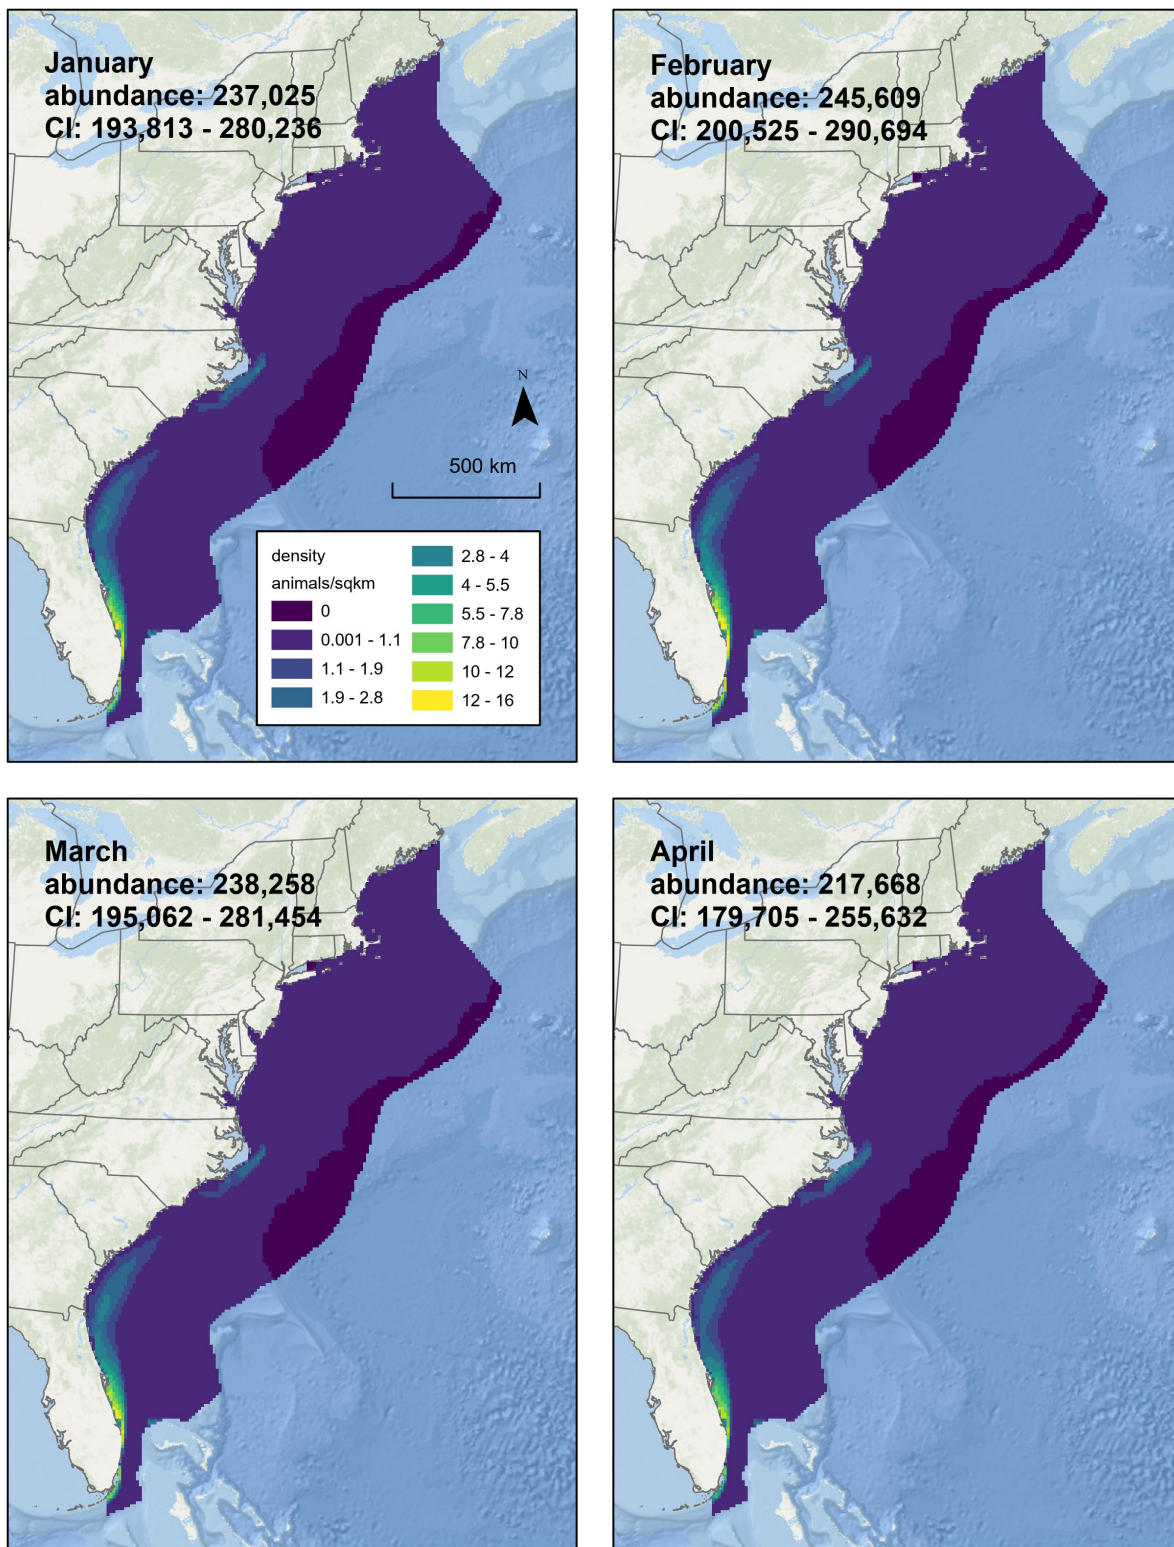 January
abundance: 237,025
CI: 193,813 - 280,236
N
500 km
density
animals/sqkm
0
0.001 - 1.1
1.1 - 1.9
1.9 - 2.8
2.8 - 4
4 - 5.5
5.5 - 7.8
7.8 - 10
10 - 12
12 - 16
February
abundance: 245,609
CI: 200,525 - 290,694
March
abundance: 238,258
CI: 195,062 - 281,454
April
abundance: 217,668
CI: 179,705 - 255,632